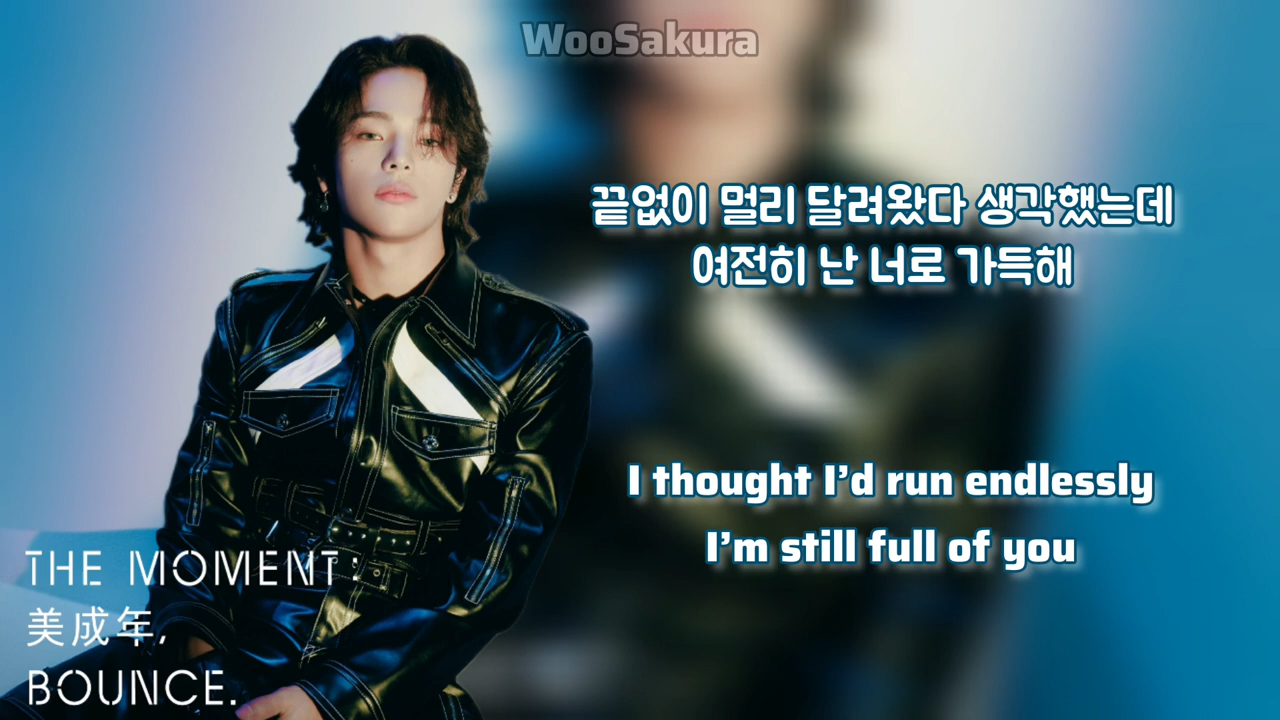 WooSakura
끝없이 멀리 달려왔다 생각했는데
여전히 난 너로 가득해
I thought I’d run endlessly
I’m still full of you
THE MOMENT:
美成年,
BOUNCE.